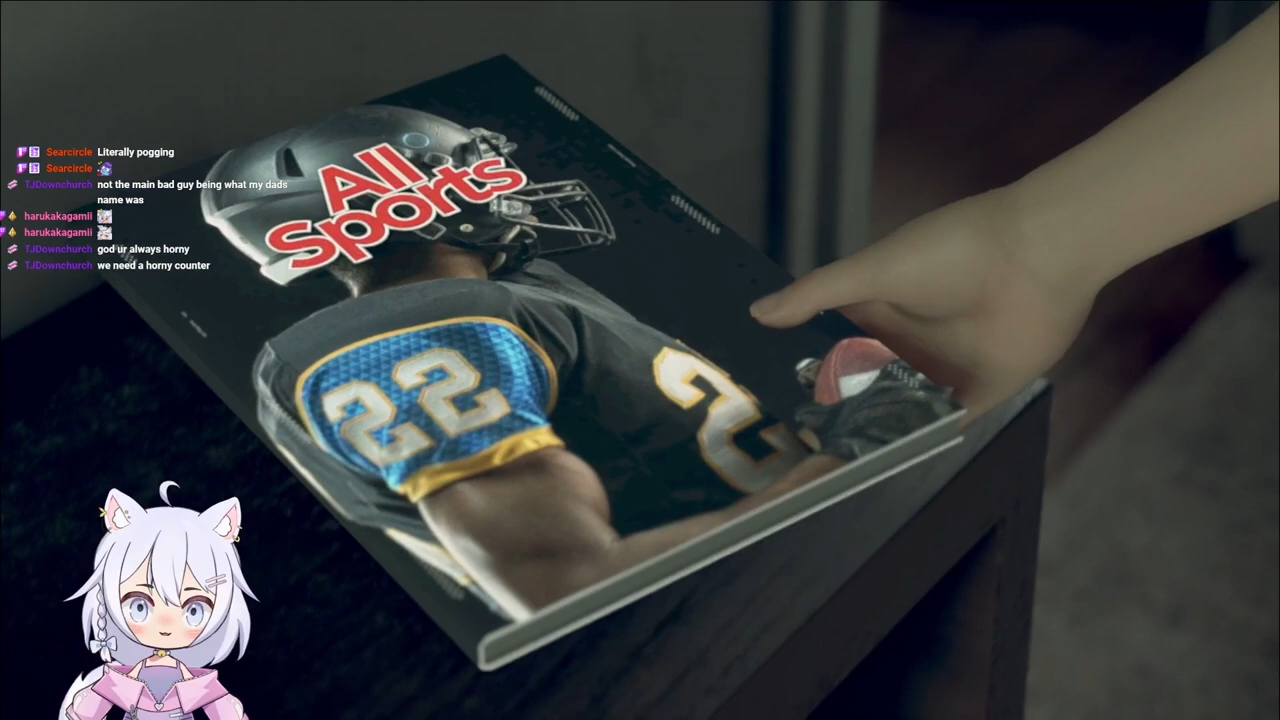 Searcircle Literally pogging
Searcircle
TJDownchurch not the main bad guy being what my dads
name was
harukakagamii
harukakagamii
TJDownchurch god ur always horny
TJDownchurch we need a horny counter
All
Sports
22
2